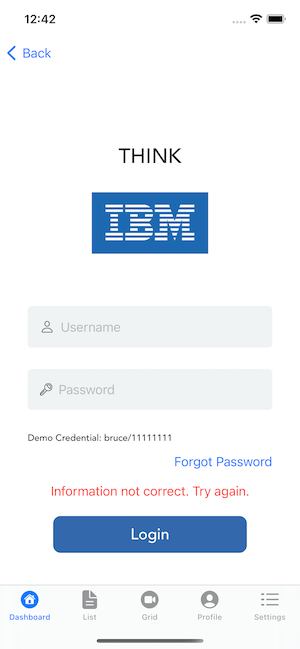 12:42
Back
THINK
IBM
Username
Password
Demo Credential: bruce/11111111
Forgot Password
Information not correct. Try again.
Login
Dashboard
List
Grid
Profile
Settings